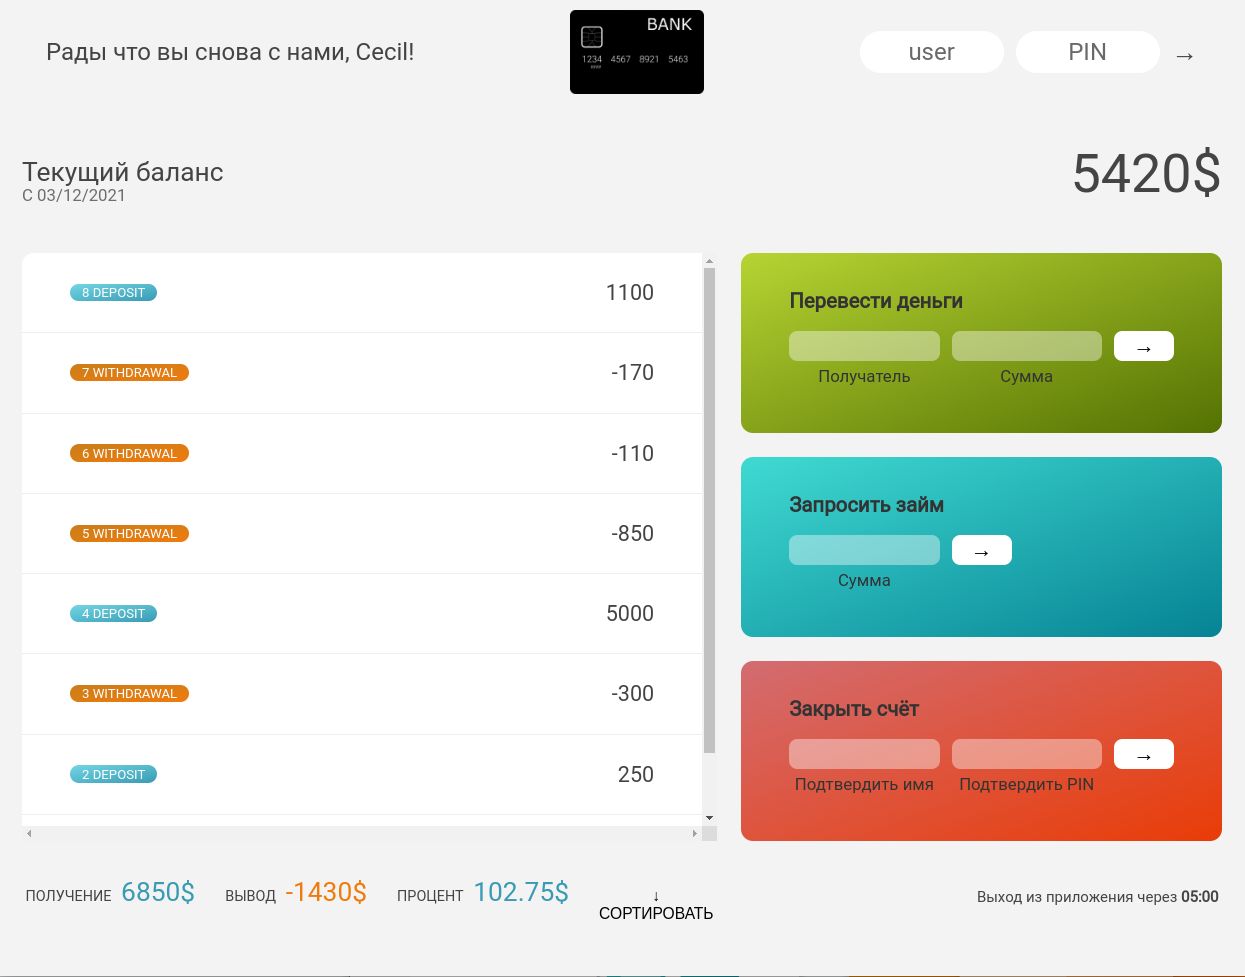 Рады что вы снова с нами, Cecil!
BANK
1234 4567 8921 5463
user
PIN
→
Текущий баланс
С 03/12/2021
5420$
8 DEPOSIT
1100
7 WITHDRAWAL
-170
6 WITHDRAWAL
-110
5 WITHDRAWAL
-850
4 DEPOSIT
5000
3 WITHDRAWAL
-300
2 DEPOSIT
250
Перевести деньги
→
Получатель
Сумма
Запросить займ
→
Сумма
Закрыть счёт
→
Подтвердить имя
Подтвердить PIN
ПОЛУЧЕНИЕ 6850$
ВЫВОД -1430$
ПРОЦЕНТ 102.75$
↓
СОРТИРОВАТЬ
Выход из приложения через 05:00